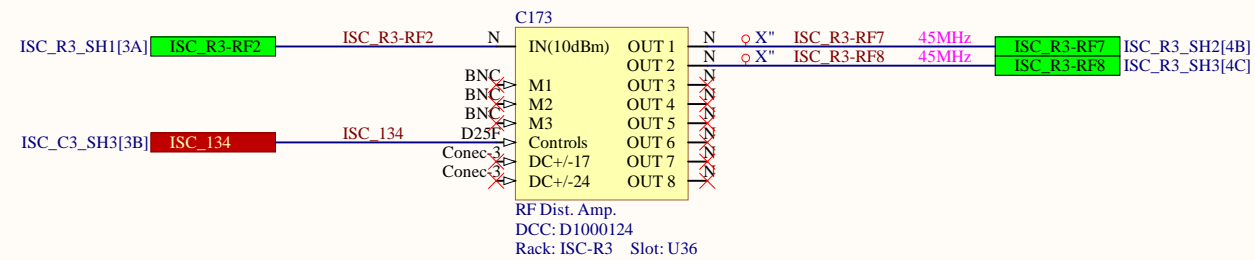 C173
ISC_R3_SH1[3A] ISC_R3-RF2 ISC_R3-RF2 N IN(10dBm) OUT 1 N X" ISC_R3-RF7 45MHz ISC_R3-RF7 ISC_R3_SH2[4B]
OUT 2 N X" ISC_R3-RF8 45MHz ISC_R3-RF8 ISC_R3_SH3[4C]
BNC M1 OUT 3 N
BNC M2 OUT 4 N
BNC M3 OUT 5 N
ISC_C3_SH3[3B] ISC_134 ISC_134 D25F Controls OUT 6 N
Conec-3 DC+/-17 OUT 7 N
Conec-3 DC+/-24 OUT 8 N
RF Dist. Amp.
DCC: D1000124
Rack: ISC-R3 Slot: U36